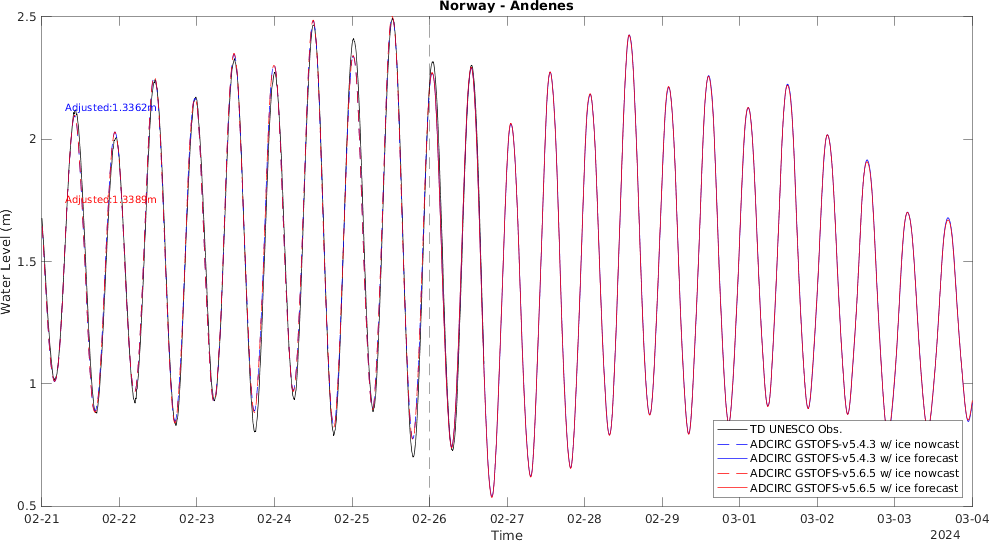 Norway - Andenes
2.5
2
1.5
1
0.5
Water Level (m)
Adjusted:1.3362m
Adjusted:1.3389m
TD UNESCO Obs.
ADCIRC GSTOFS-v5.4.3 w/ ice nowcast
ADCIRC GSTOFS-v5.4.3 w/ ice forecast
ADCIRC GSTOFS-v5.6.5 w/ ice nowcast
ADCIRC GSTOFS-v5.6.5 w/ ice forecast
02-21 02-22 02-23 02-24 02-25 02-26 02-27 02-28 02-29 03-01 03-02 03-03 03-04
Time
2024